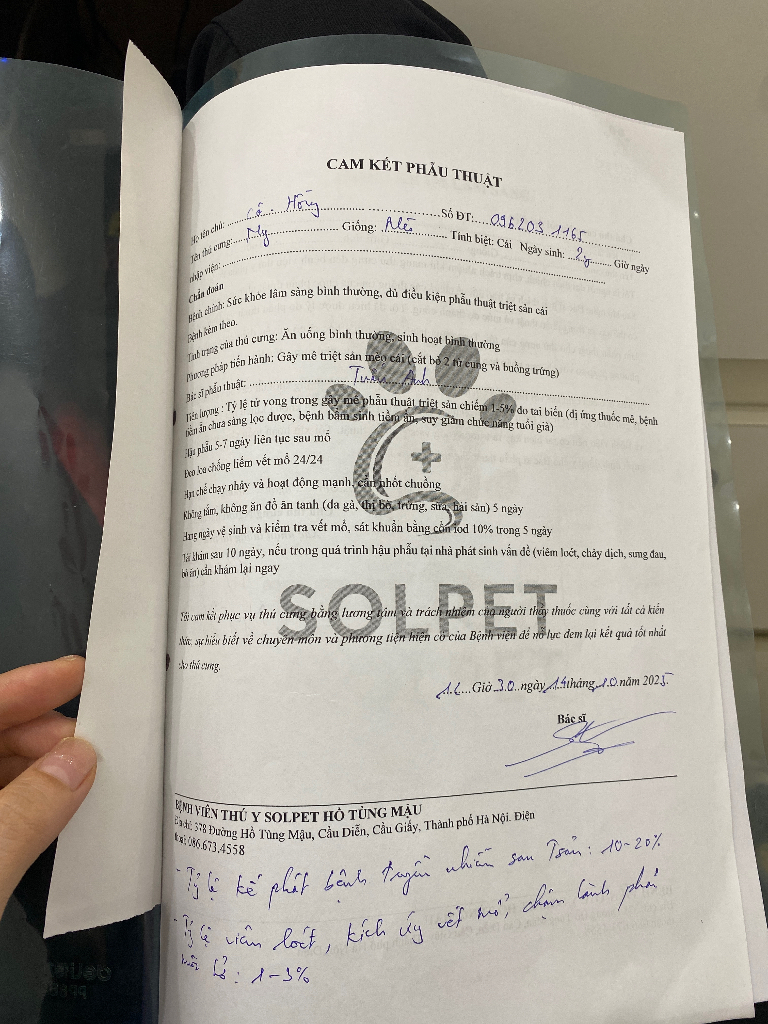 CAM KẾT PHẪU THUẬT
Họ tên chủ: Cô. Hồng Số ĐT: 096.203.1165
Tên thú cưng: My Giống: Alc Tính biệt: Cái Ngày sinh: 2y Giờ ngày
nhập viện:
Chẩn đoán
Bệnh chính: Sức khỏe lâm sàng bình thường, đủ điều kiện phẫu thuật triệt sản cái
Bệnh kèm theo.
Tình trạng của thú cưng: Ăn uống bình thường, sinh hoạt bình thường
Phương pháp tiến hành: Gây mê triệt sản mèo cái (cắt bỏ 2 tử cung và buồng trứng)
Bác sĩ phẫu thuật: Tuấn Anh
Tiên lượng : Tỷ lệ tử vong trong gây mê phẫu thuật triệt sản chiếm 1-5% do tai biến (dị ứng thuốc mê, bệnh
tiền ẩn chưa sàng lọc được, bệnh bẩm sinh tiềm ẩn, suy giảm chức năng tuổi già)
Hậu phẫu 5-7 ngày liên tục sau mổ
Đeo loa chống liếm vết mổ 24/24
Hạn chế chạy nhảy và hoạt động mạnh, cần nhốt chuồng
Không tắm, không ăn đồ ăn tanh (da gà, thịt bò, trứng, sữa, hải sản) 5 ngày
Hàng ngày vệ sinh và kiểm tra vết mổ, sát khuẩn bằng cồn iod 10% trong 5 ngày
Tái khám sau 10 ngày, nếu trong quá trình hậu phẫu tại nhà phát sinh vấn đề (viêm loét, chảy dịch, sưng đau,
bỏ ăn) cần khám lại ngay
SOLPET
Tôi cam kết phục vụ thú cưng bằng lương tâm và trách nhiệm của người thầy thuốc cùng với tất cả kiến
thức, sự hiểu biết về chuyên môn và phương tiện hiện có của Bệnh viện để nỗ lực đem lại kết quả tốt nhất
cho thú cưng.
Giờ 30 ngày 14 tháng 10 năm 2025
Bác sĩ
BỆNH VIỆN THÚ Y SOLPET HỒ TÙNG MẬU
Địa chỉ: 378 Đường Hồ Tùng Mậu, Cầu Diễn, Cầu Giấy, Thành phố Hà Nội. Điện
thoại: 086.673.4558
- Tỷ lệ kế phát bệnh truyền nhiễm sau Tsản: 10-20%
- Tỷ lệ viêm loét, kích ứng vết mổ, chậm lành phải
: 1-3%